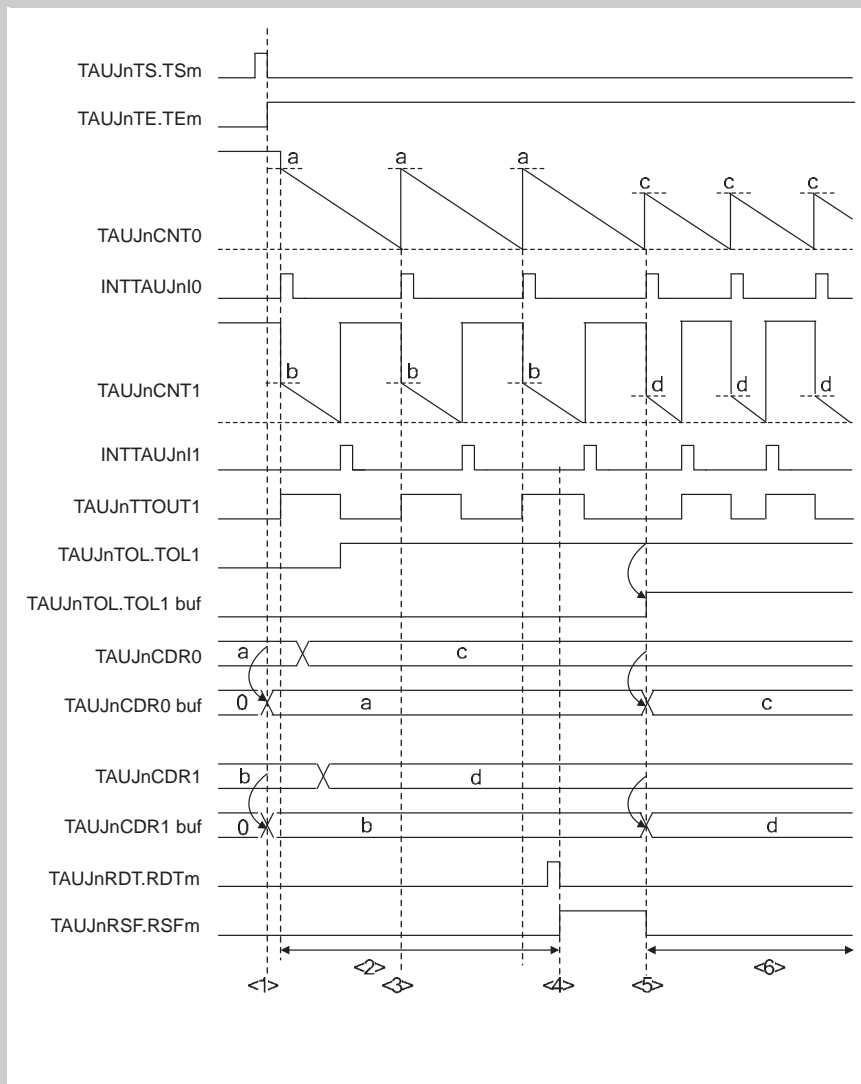 TAUJnTS.TSm
TAUJnTE.TEm
a a a c c c
TAUJnCNT0
INTTAUJnI0
b b b d d d
TAUJnCNT1
INTTAUJnI1
TAUJnTTOUT1
TAUJnTOL.TOL1
TAUJnTOL.TOL1 buf
TAUJnCDR0 a c
TAUJnCDR0 buf 0 a c
TAUJnCDR1 b d
TAUJnCDR1 buf 0 b d
TAUJnRDT.RDTm
TAUJnRSF.RSFm
<2> <6>
<1> <3> <4> <5>